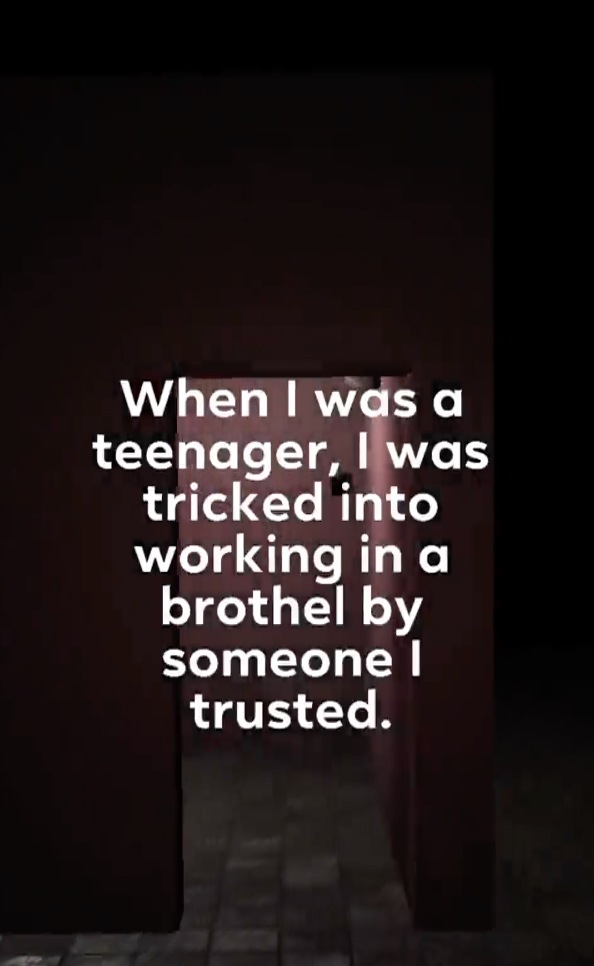 When I was a
teenager, I was
tricked into
working in a
brothel by
someone I
trusted.